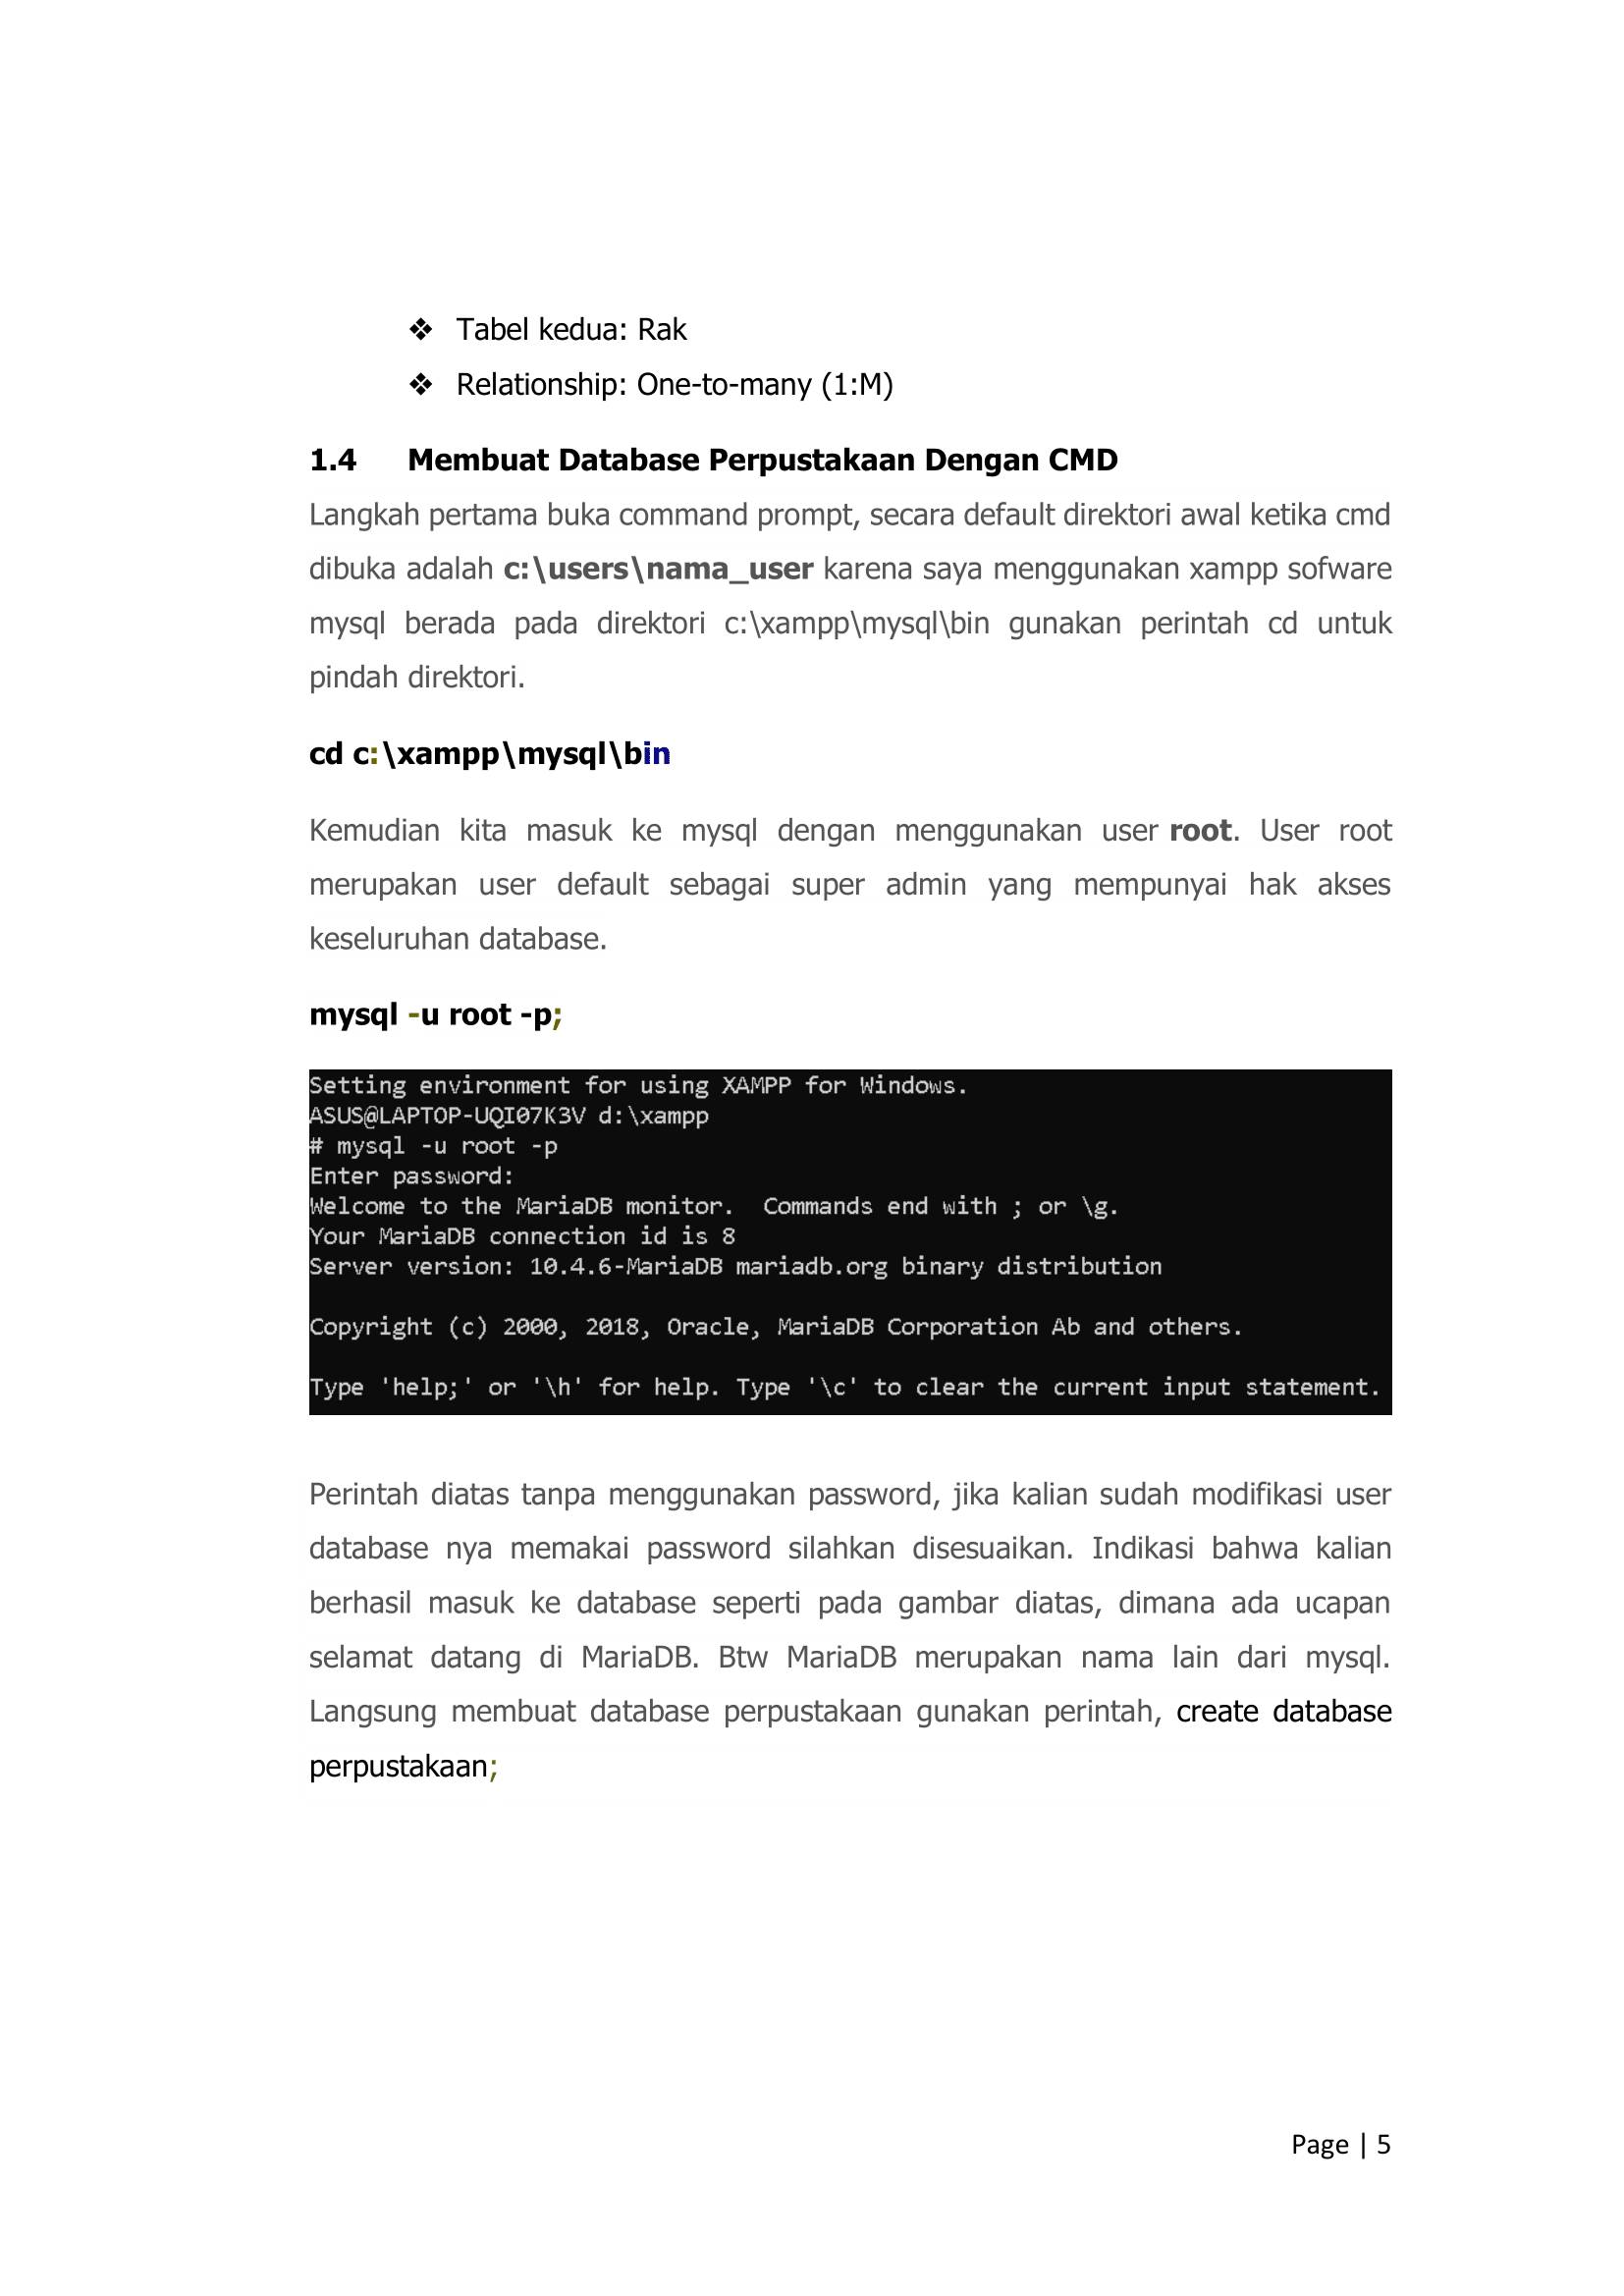 ❖ Tabel kedua: Rak
❖ Relationship: One-to-many (1:M)
1.4 Membuat Database Perpustakaan Dengan CMD
Langkah pertama buka command prompt, secara default direktori awal ketika cmd
dibuka adalah c:\users\nama_user karena saya menggunakan xampp sofware
mysql berada pada direktori c:\xampp\mysql\bin gunakan perintah cd untuk
pindah direktori.
cd c:\xampp\mysql\bin
Kemudian kita masuk ke mysql dengan menggunakan user root. User root
merupakan user default sebagai super admin yang mempunyai hak akses
keseluruhan database.
mysql -u root -p;
Setting environment for using XAMPP for Windows.
ASUS@LAPTOP-UQI07K3V d:\xampp
# mysql -u root -p
Enter password:
Welcome to the MariaDB monitor.  Commands end with ; or \g.
Your MariaDB connection id is 8
Server version: 10.4.6-MariaDB mariadb.org binary distribution
Copyright (c) 2000, 2018, Oracle, MariaDB Corporation Ab and others.
Type 'help;' or '\h' for help. Type '\c' to clear the current input statement.
Perintah diatas tanpa menggunakan password, jika kalian sudah modifikasi user
database nya memakai password silahkan disesuaikan. Indikasi bahwa kalian
berhasil masuk ke database seperti pada gambar diatas, dimana ada ucapan
selamat datang di MariaDB. Btw MariaDB merupakan nama lain dari mysql.
Langsung membuat database perpustakaan gunakan perintah, create database
perpustakaan;
Page | 5